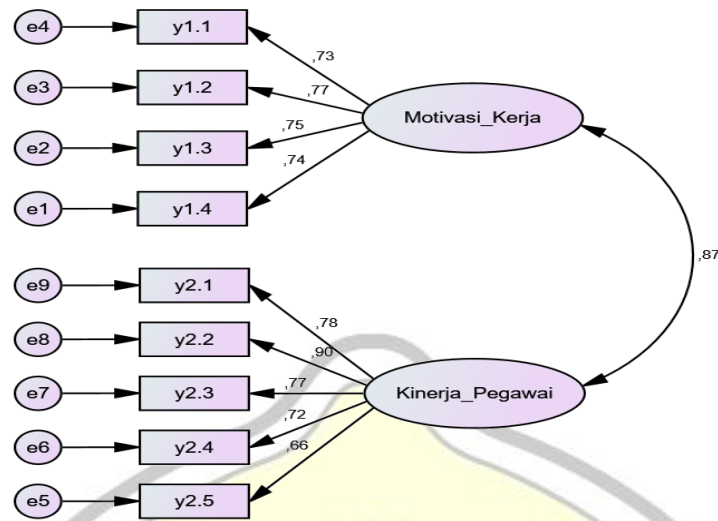 e4 y1.1
,73
e3 y1.2
,77
Motivasi_Kerja
e2 y1.3
,75
,74
e1 y1.4
,87
e9 y2.1
,78
e8 y2.2
,90
e7 y2.3
,77
Kinerja_Pegawai
,72
e6 y2.4
,66
e5 y2.5